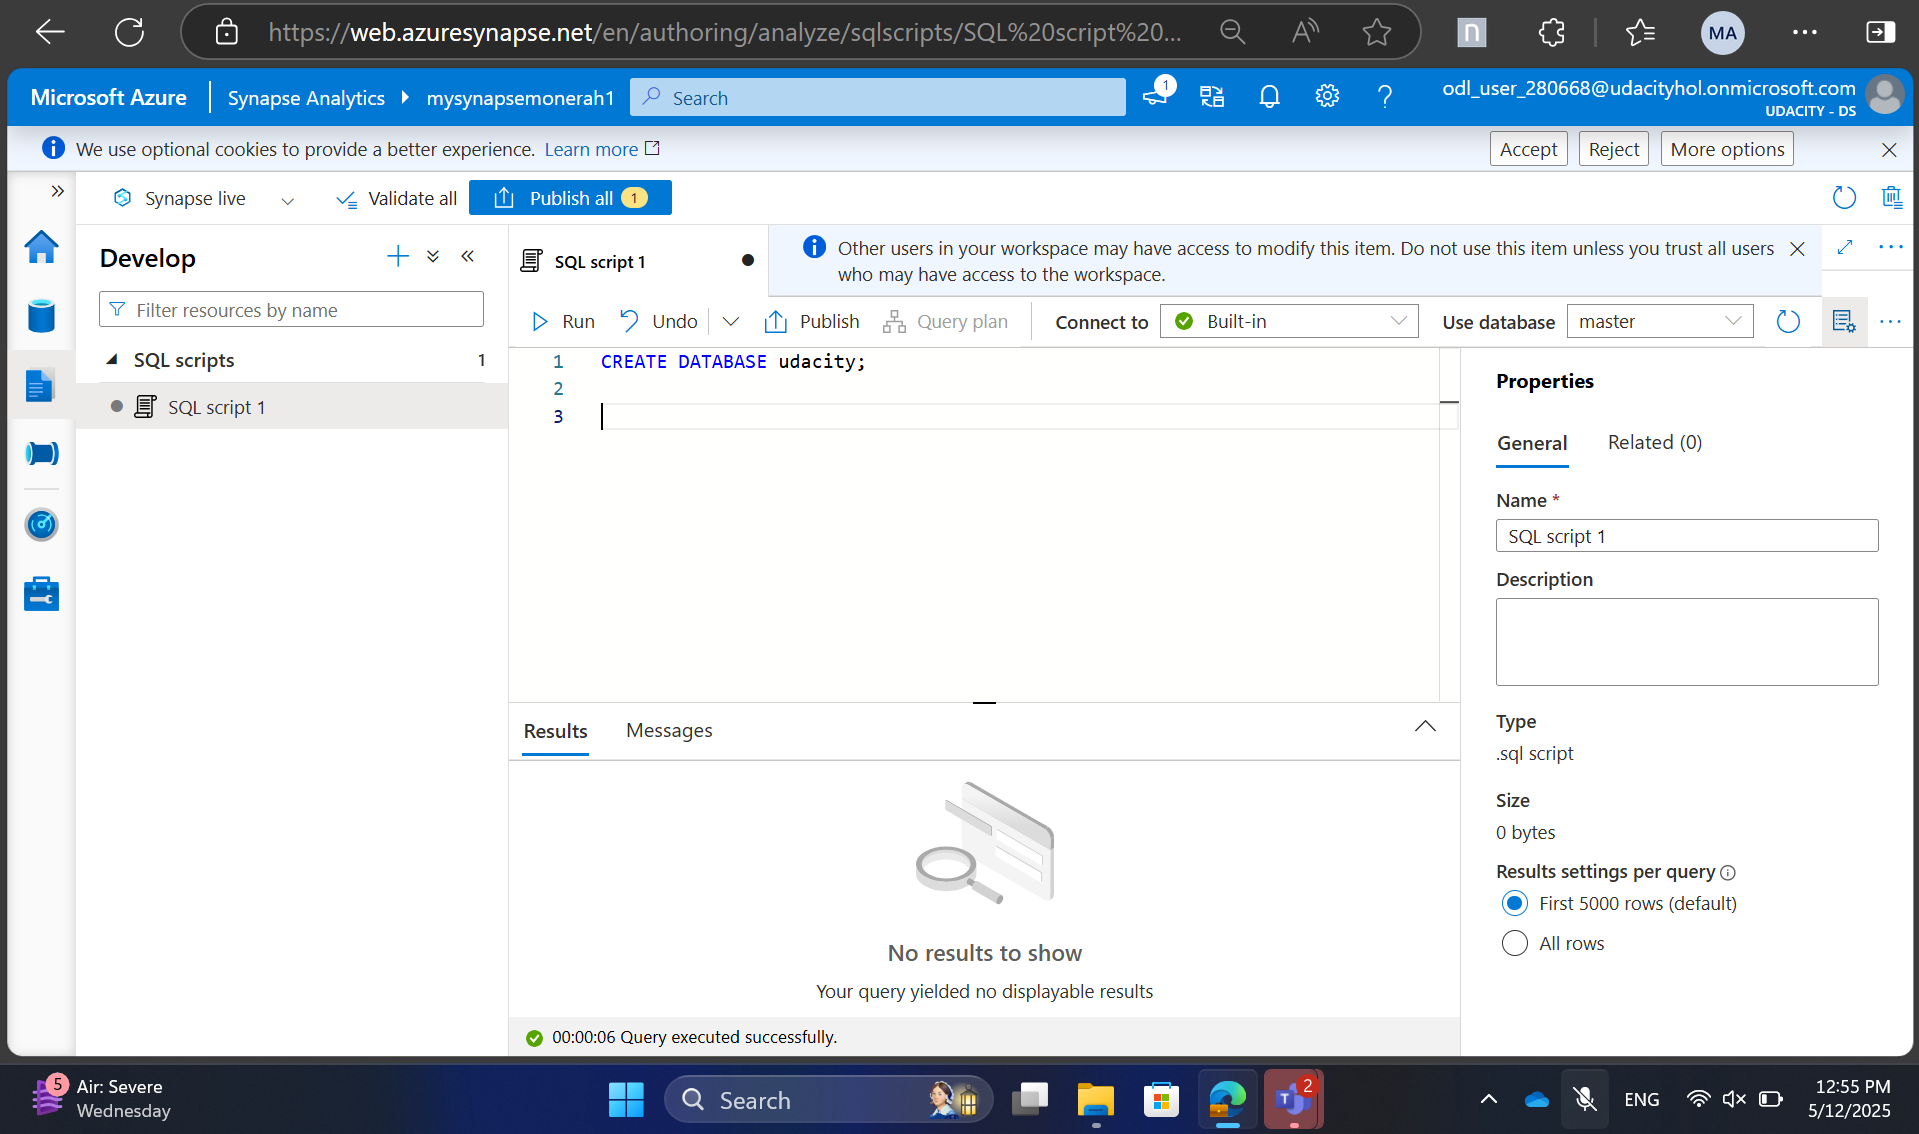 https://web.azuresynapse.net/en/authoring/analyze/sqlscripts/SQL%20script%20...
n
MA
Microsoft Azure
Synapse Analytics
mysynapsemonerah1
Search
1
odl_user_280668@udacityhol.onmicrosoft.com
UDACITY - DS
We use optional cookies to provide a better experience. Learn more
Accept
Reject
More options
Synapse live
Validate all
Publish all 1
Develop
Filter resources by name
SQL scripts 1
SQL script 1
SQL script 1
Other users in your workspace may have access to modify this item. Do not use this item unless you trust all users
who may have access to the workspace.
Run
Undo
Publish
Query plan
Connect to
Built-in
Use database
master
1 CREATE DATABASE udacity;
2
3
Results
Messages
No results to show
Your query yielded no displayable results
00:00:06 Query executed successfully.
Properties
General
Related (0)
Name *
SQL script 1
Description
Type
.sql script
Size
0 bytes
Results settings per query
First 5000 rows (default)
All rows
5
Air: Severe
Wednesday
Search
T
2
ENG
12:55 PM
5/12/2025